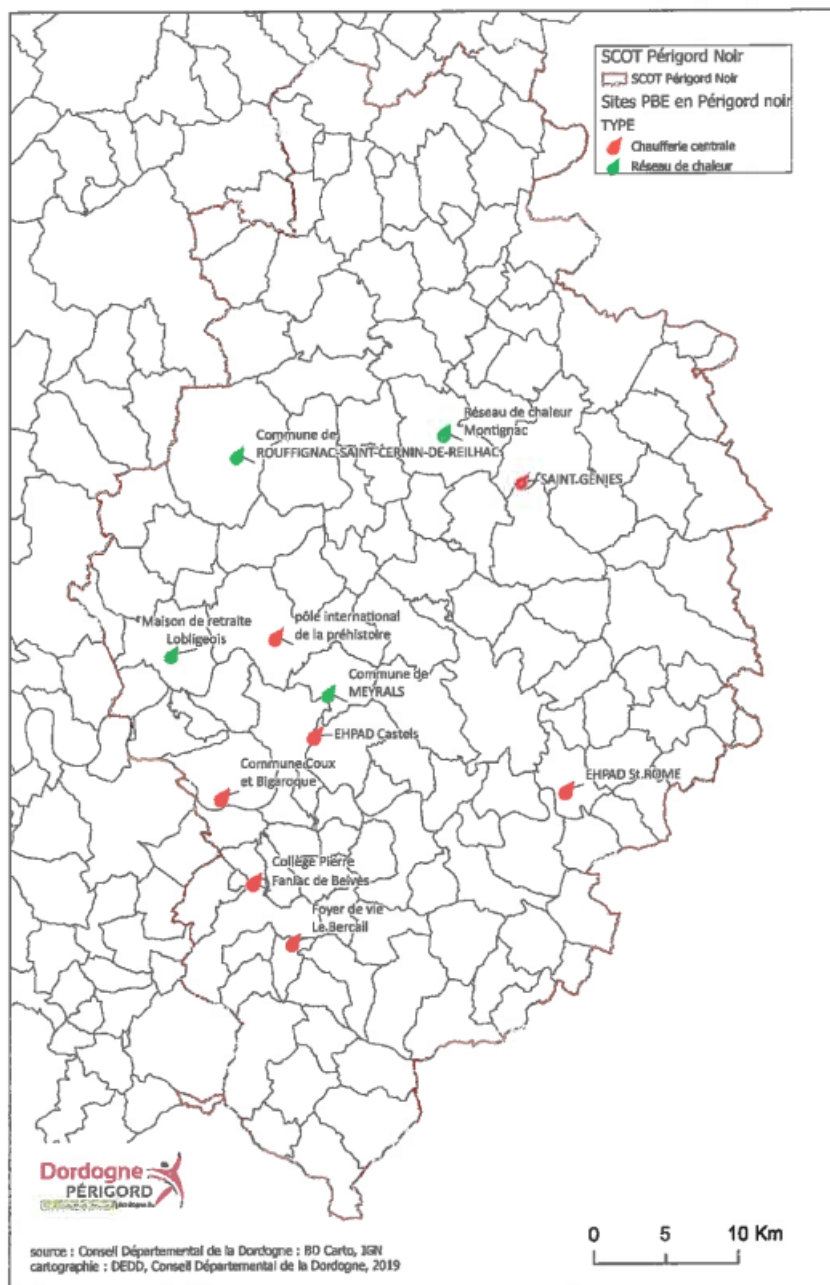 SCOT Périgord Noir
SCOT Périgord Noir
Sites PBE en Périgord noir
TYPE
Chaufferie centrale
Réseau de chaleur
Réseau de chaleur
Montignac
Commune de
ROUFFIGNAC-SAINT-CERNIN-DE-REILHAC
SAINT GENIES
Maison de retraite
Lobligeois
pôle international
de la préhistoire
Commune de
MEYRALS
EHPAD Castels
Commune Coux
et Bigaroque
EHPAD St ROME
Collège Pierre
Fanlac de Belvès
Foyer de vie
Le Bercail
Dordogne
PÉRIGORD
source : Conseil Départemental de la Dordogne : BD Carto, IGN
cartographie : DEDD, Conseil Départemental de la Dordogne, 2019
0 5 10 Km